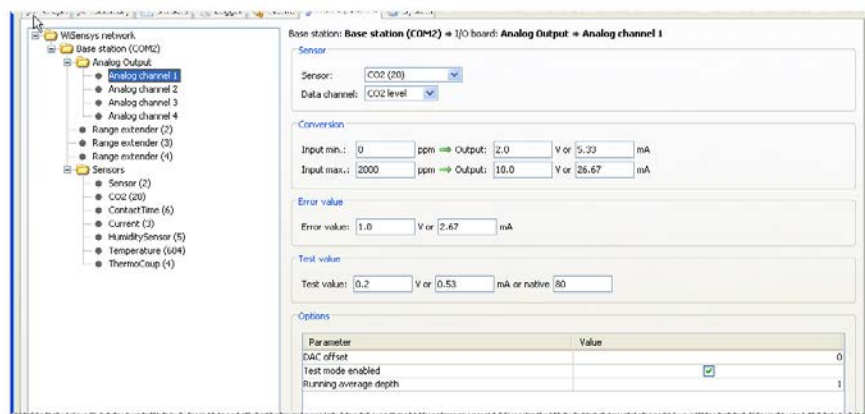 WiSensys network
Base station (COM2)
Analog Output
Analog channel 1
Analog channel 2
Analog channel 3
Analog channel 4
Range extender (2)
Range extender (3)
Range extender (4)
Sensors
Sensor (2)
CO2 (20)
ContactTime (6)
Current (3)
HumiditySensor (5)
Temperature (604)
ThermoCoup (4)
Base station: Base station (COM2) ➔ I/O board: Analog Output ➔ Analog channel 1
Sensor
Sensor: CO2 (20)
Data channel: CO2 level
Conversion
Input min.: 0 ppm ➔ Output: 2.0 V or 5.33 mA
Input max.: 2000 ppm ➔ Output: 10.0 V or 26.67 mA
Error value
Error value: 1.0 V or 2.67 mA
Test value
Test value: 0.2 V or 0.53 mA or native 80
Options
Parameter Value
DAC offset 0
Test mode enabled
Running average depth 1